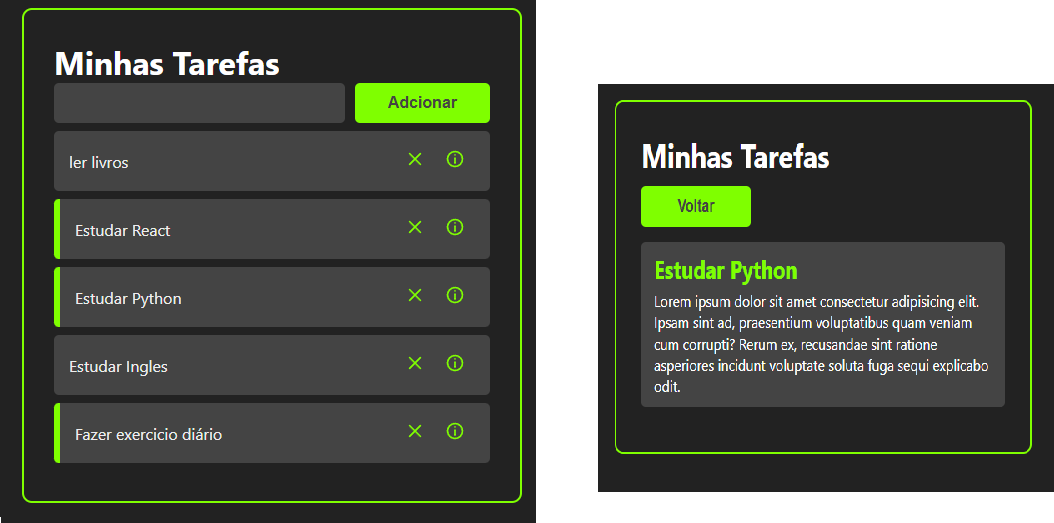 Minhas Tarefas
Adcionar
ler livros
Estudar React
Estudar Python
Estudar Ingles
Fazer exercicio diário
Minhas Tarefas
Voltar
Estudar Python
Lorem ipsum dolor sit amet consectetur adipisicing elit.
Ipsam sint ad, praesentium voluptatibus quam veniam
cum corrupti? Rerum ex, recusandae sint ratione
asperiores incidunt voluptate soluta fuga sequi explicabo
odit.